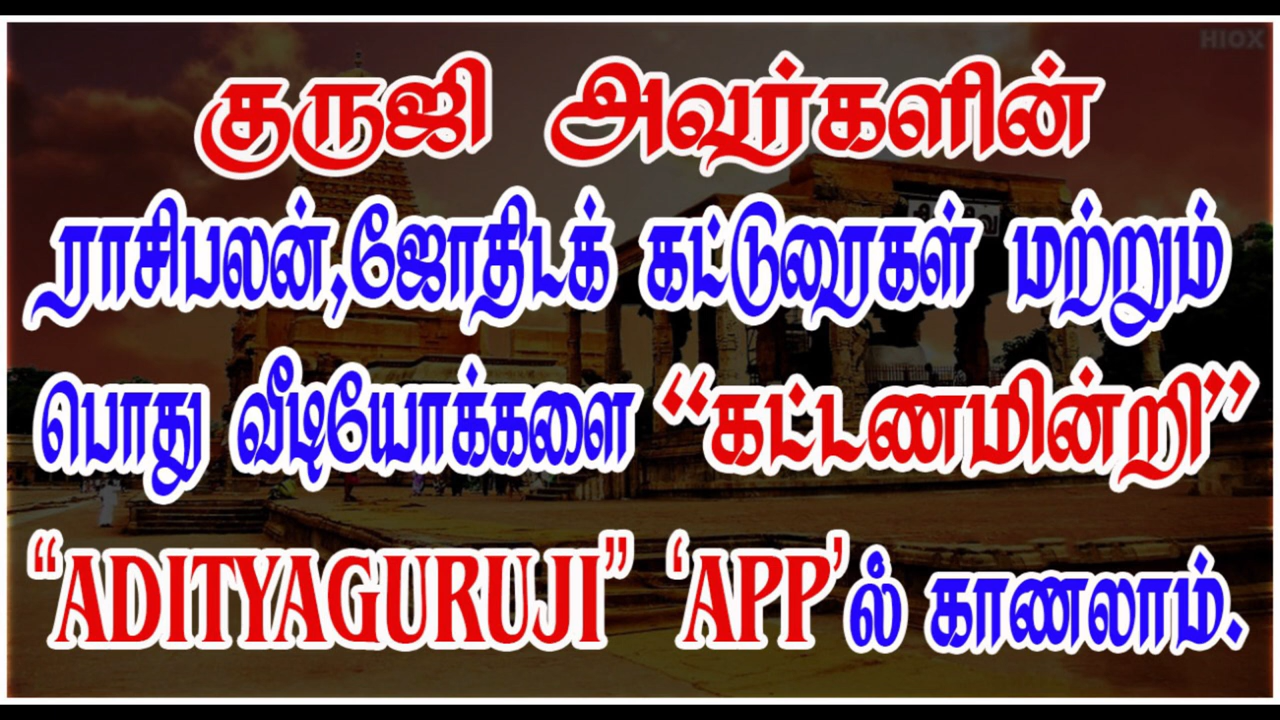 HIOX
குருஜி அவர்களின்
ராசிபலன்,ஜோதிடக் கட்டுரைகள் மற்றும்
பொது வீடியோக்களை “கட்டணமின்றி”
“ADITYAGURUJI” ‘APP’ல் காணலாம்.